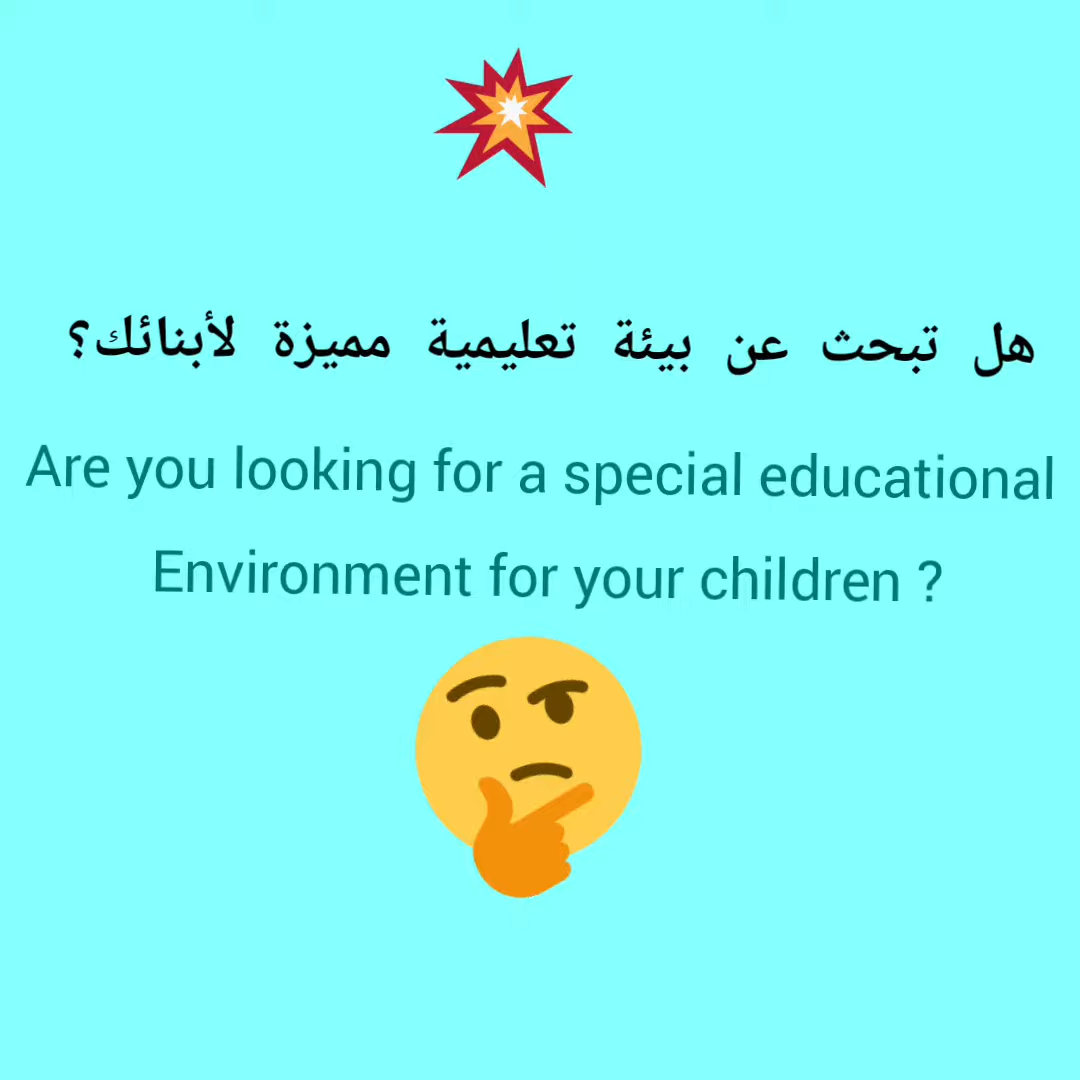 هل تبحث عن بيئة تعليمية مميزة لأبنائك؟
Are you looking for a special educational
Environment for your children ?